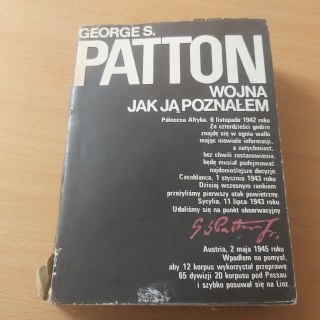 GEORGE S.
PATTON
WOJNA
JAK JĄ POZNAŁEM
Północna Afryka, 6 listopada 1942 roku
Za czterdzieści godzin
znajdę się w ogniu walki
mając niewiele informacji,
a natychmiast,
bez chwili zastanowienia,
będę musiał podejmować
najdonioślejsze decyzje.
Casablanca, 1 stycznia 1943 roku
Dzisiaj wczesnym rankiem
przeżyliśmy pierwszy atak powietrzny.
Sycylia, 11 lipca 1943 roku
Udaliśmy się na punkt obserwacyjny
G S Patton Jr.
Austria, 2 maja 1945 roku
Wpadłem na pomysł,
aby 12 korpus wykorzystał przeprawę
65 dywizji 20 korpusu pod Passau
i szybko posuwał się na Linz